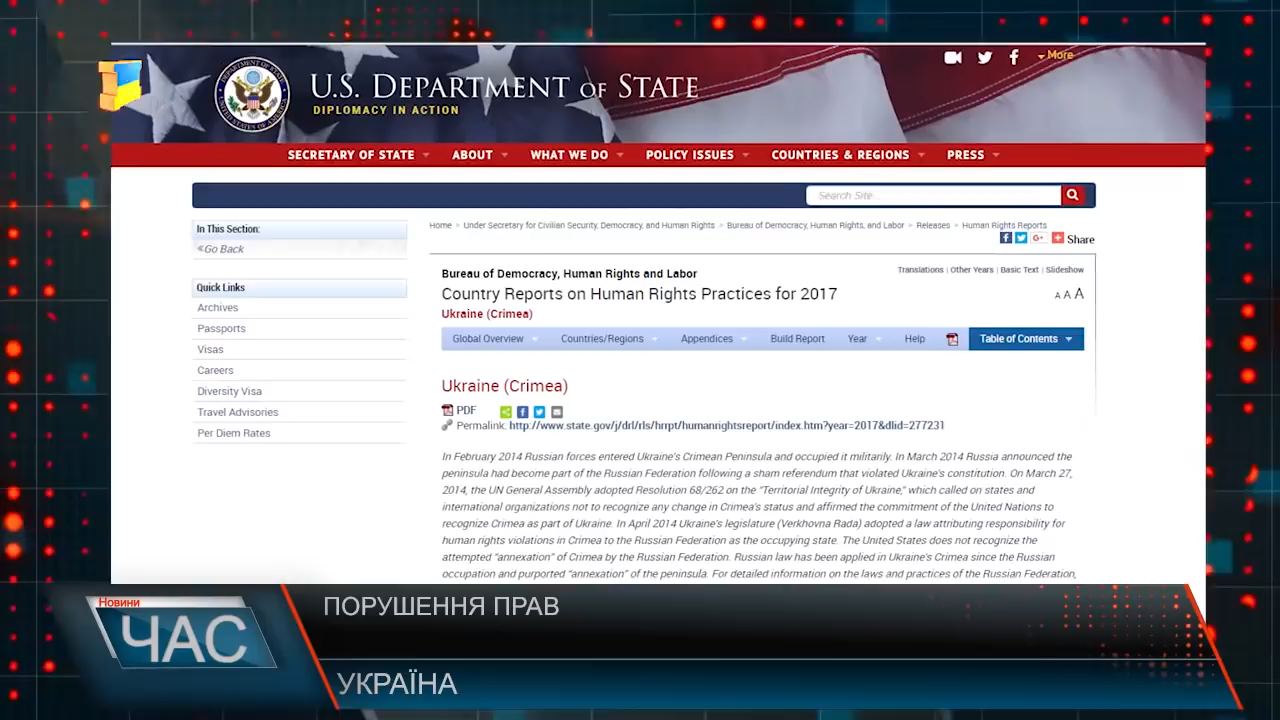 U.S. DEPARTMENT OF STATE
DIPLOMACY IN ACTION
More
SECRETARY OF STATE ABOUT WHAT WE DO POLICY ISSUES COUNTRIES & REGIONS PRESS
Search Site...
In This Section:
«Go Back
Quick Links
Archives
Passports
Visas
Careers
Diversity Visa
Travel Advisories
Per Diem Rates
Home > Under Secretary for Civilian Security, Democracy, and Human Rights > Bureau of Democracy, Human Rights, and Labor > Releases > Human Rights Reports
Share
Translations | Other Years | Basic Text | Slideshow
Bureau of Democracy, Human Rights and Labor
Country Reports on Human Rights Practices for 2017
A A A
Ukraine (Crimea)
Global Overview Countries/Regions Appendices Build Report Year Help Table of Contents
Ukraine (Crimea)
PDF
Permalink: http://www.state.gov/j/drl/rls/hrrpt/humanrightsreport/index.htm?year=2017&dlid=277231
In February 2014 Russian forces entered Ukraine's Crimean Peninsula and occupied it militarily. In March 2014 Russia announced the
peninsula had become part of the Russian Federation following a sham referendum that violated Ukraine's constitution. On March 27,
2014, the UN General Assembly adopted Resolution 68/262 on the "Territorial Integrity of Ukraine," which called on states and
international organizations not to recognize any change in Crimea's status and affirmed the commitment of the United Nations to
recognize Crimea as part of Ukraine. In April 2014 Ukraine's legislature (Verkhovna Rada) adopted a law attributing responsibility for
human rights violations in Crimea to the Russian Federation as the occupying state. The United States does not recognize the
attempted "annexation" of Crimea by the Russian Federation. Russian law has been applied in Ukraine's Crimea since the Russian
occupation and purported "annexation" of the peninsula. For detailed information on the laws and practices of the Russian Federation,
Новини
ЧАС
ПОРУШЕННЯ ПРАВ
УКРАЇНА